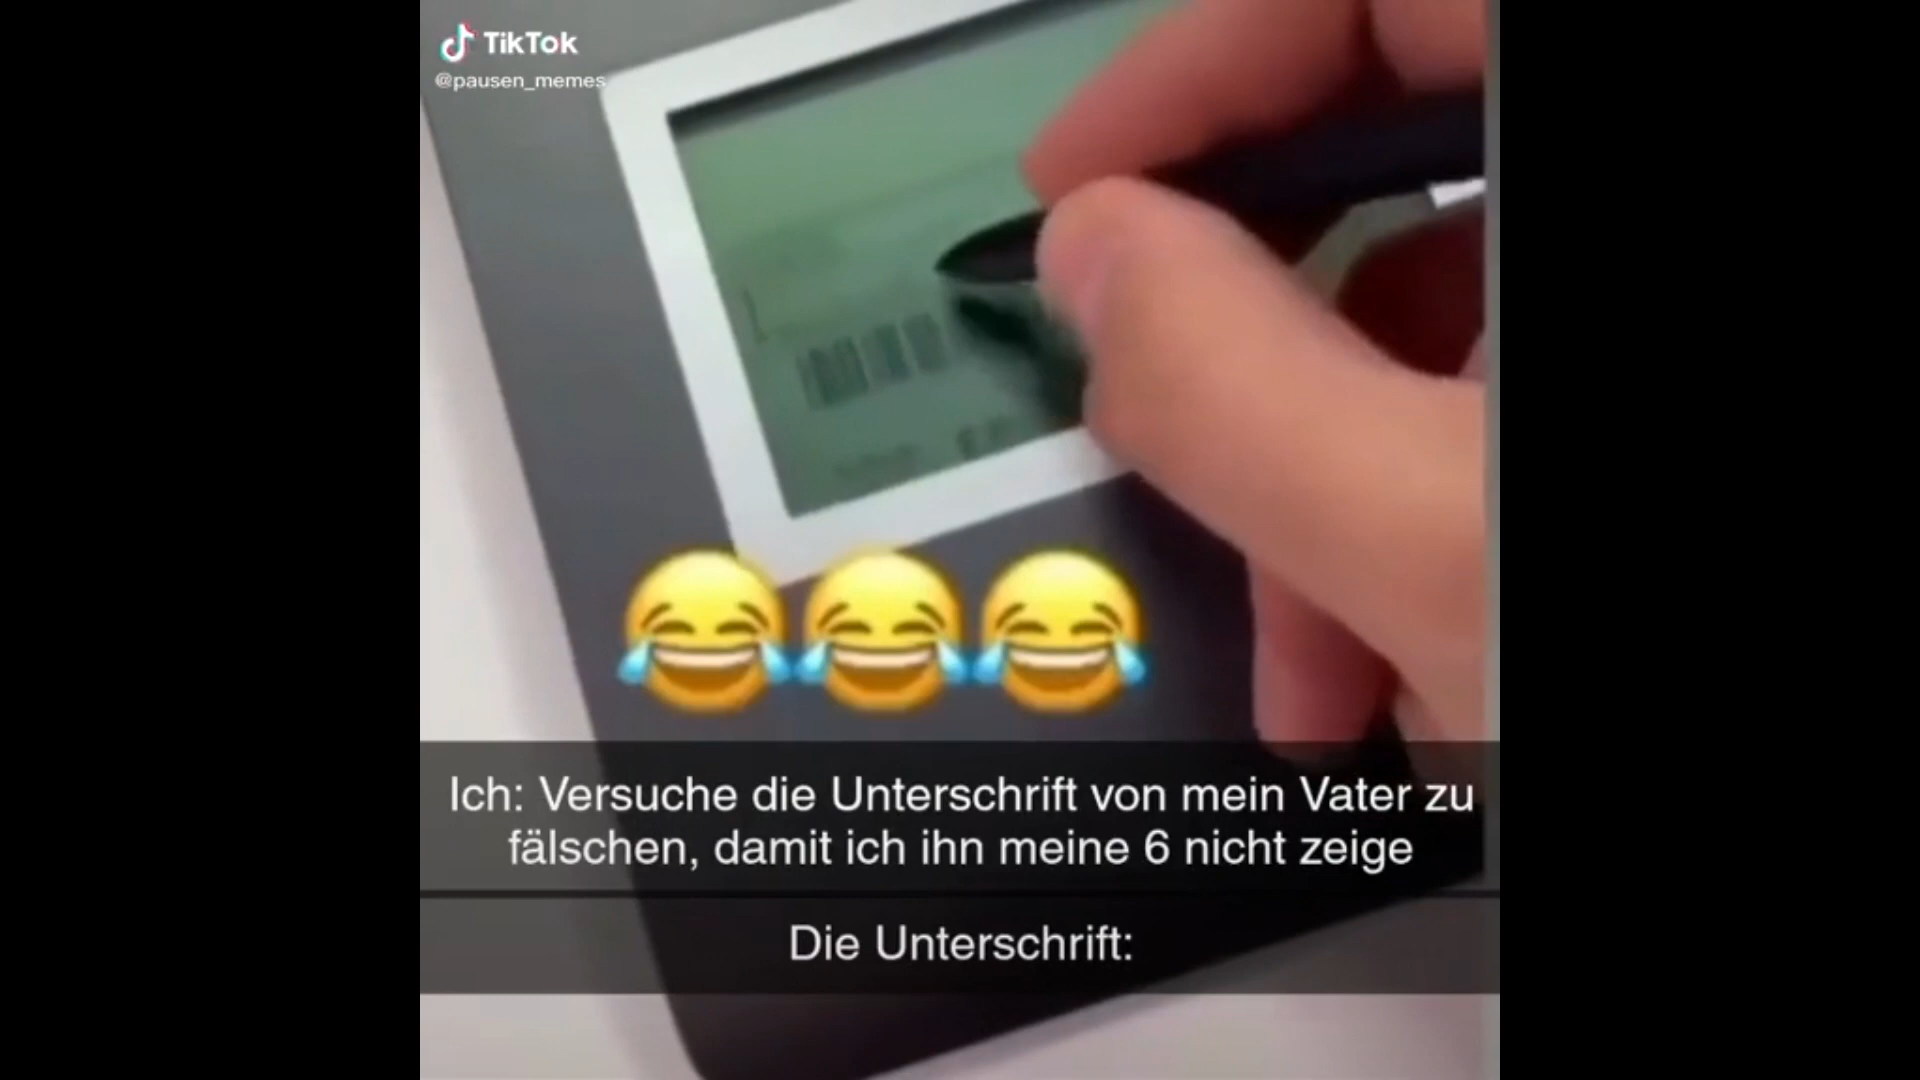 TikTok
@pausen_memes
Ich: Versuche die Unterschrift von mein Vater zu
fälschen, damit ich ihn meine 6 nicht zeige
Die Unterschrift: